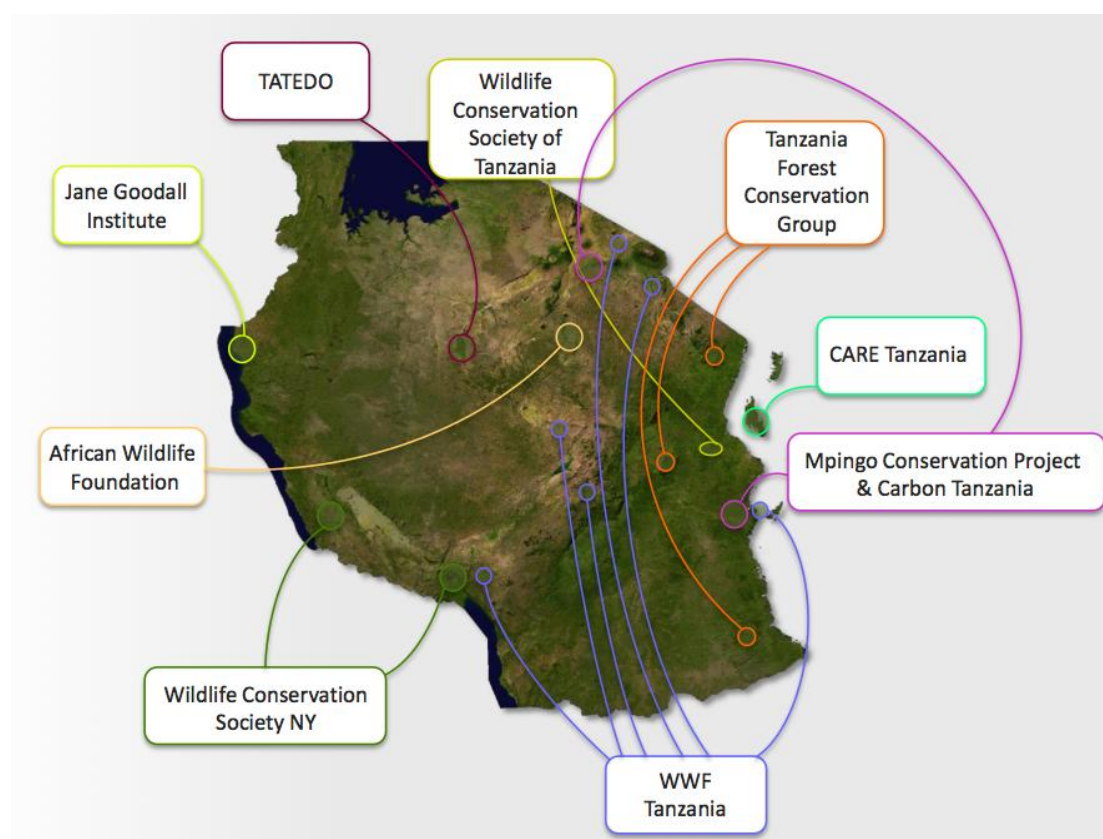 TATEDO
Wildlife
Conservation
Society of
Tanzania
Tanzania
Forest
Conservation
Group
Jane Goodall
Institute
CARE Tanzania
African Wildlife
Foundation
Mpingo Conservation Project
& Carbon Tanzania
Wildlife Conservation
Society NY
WWF
Tanzania